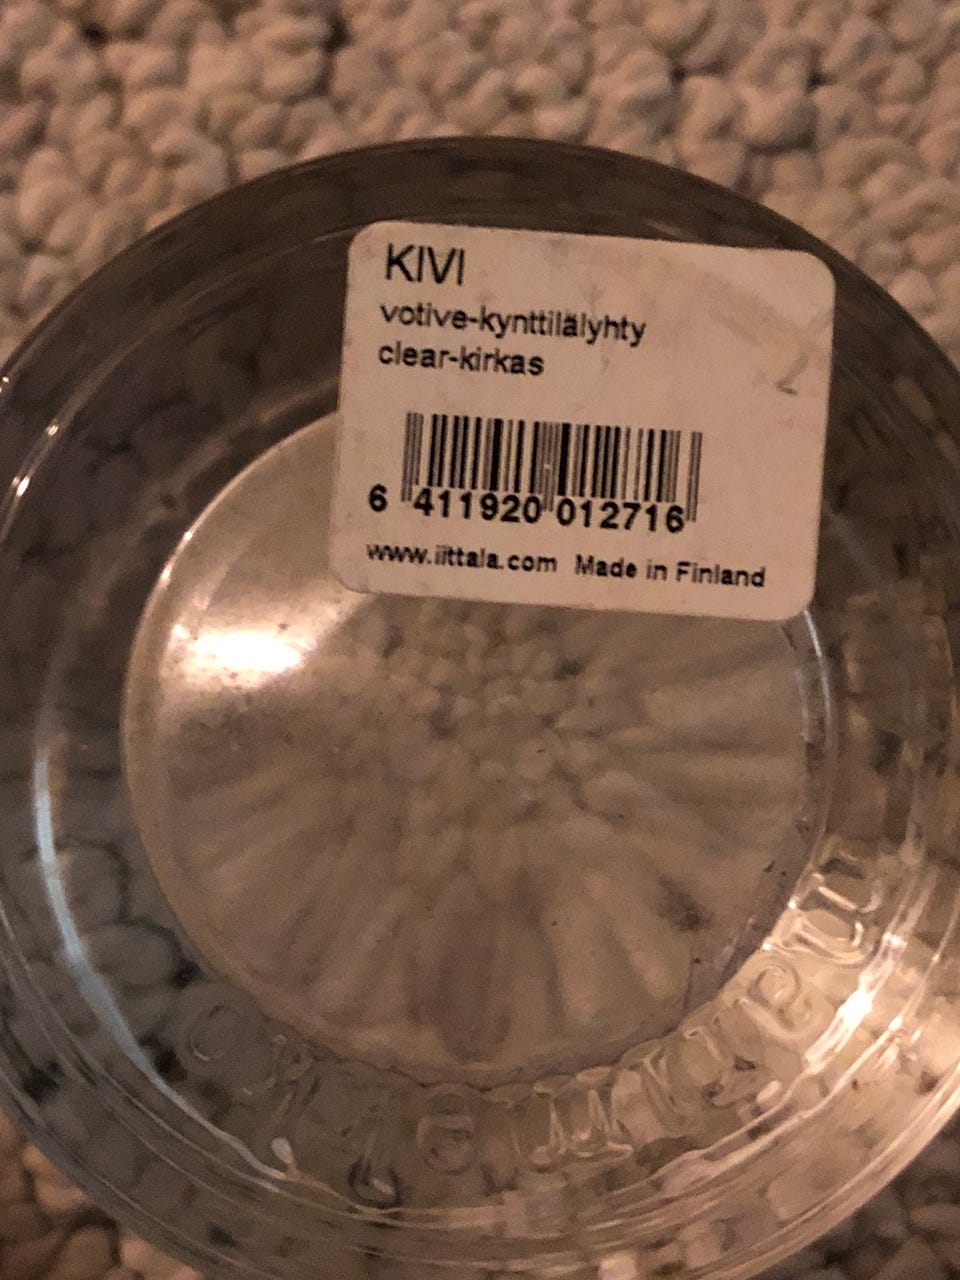 KIVI
votive-kynttilälyhty
clear-kirkas
6 411920 012716
www.iittala.com Made in Finland